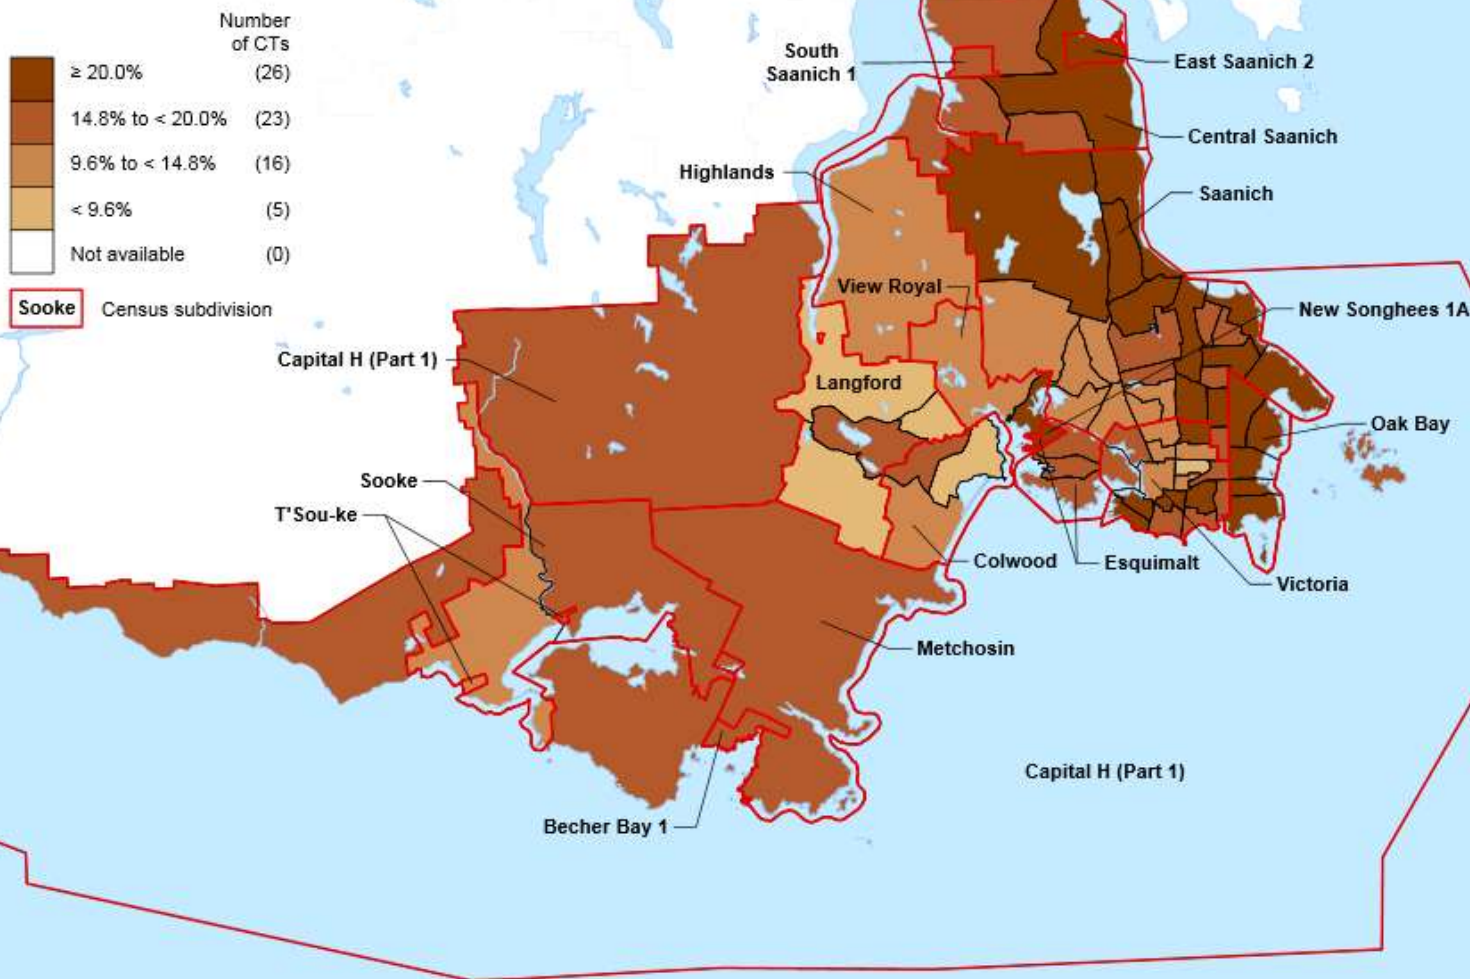 Number
of CTs
≥ 20.0% (26)
14.8% to < 20.0% (23)
9.6% to < 14.8% (16)
< 9.6% (5)
Not available (0)
Sooke Census subdivision
South
Saanich 1
East Saanich 2
Central Saanich
Highlands
Saanich
View Royal
New Songhees 1A
Capital H (Part 1)
Langford
Oak Bay
Sooke
T'Sou-ke
Colwood
Esquimalt
Victoria
Metchosin
Capital H (Part 1)
Becher Bay 1